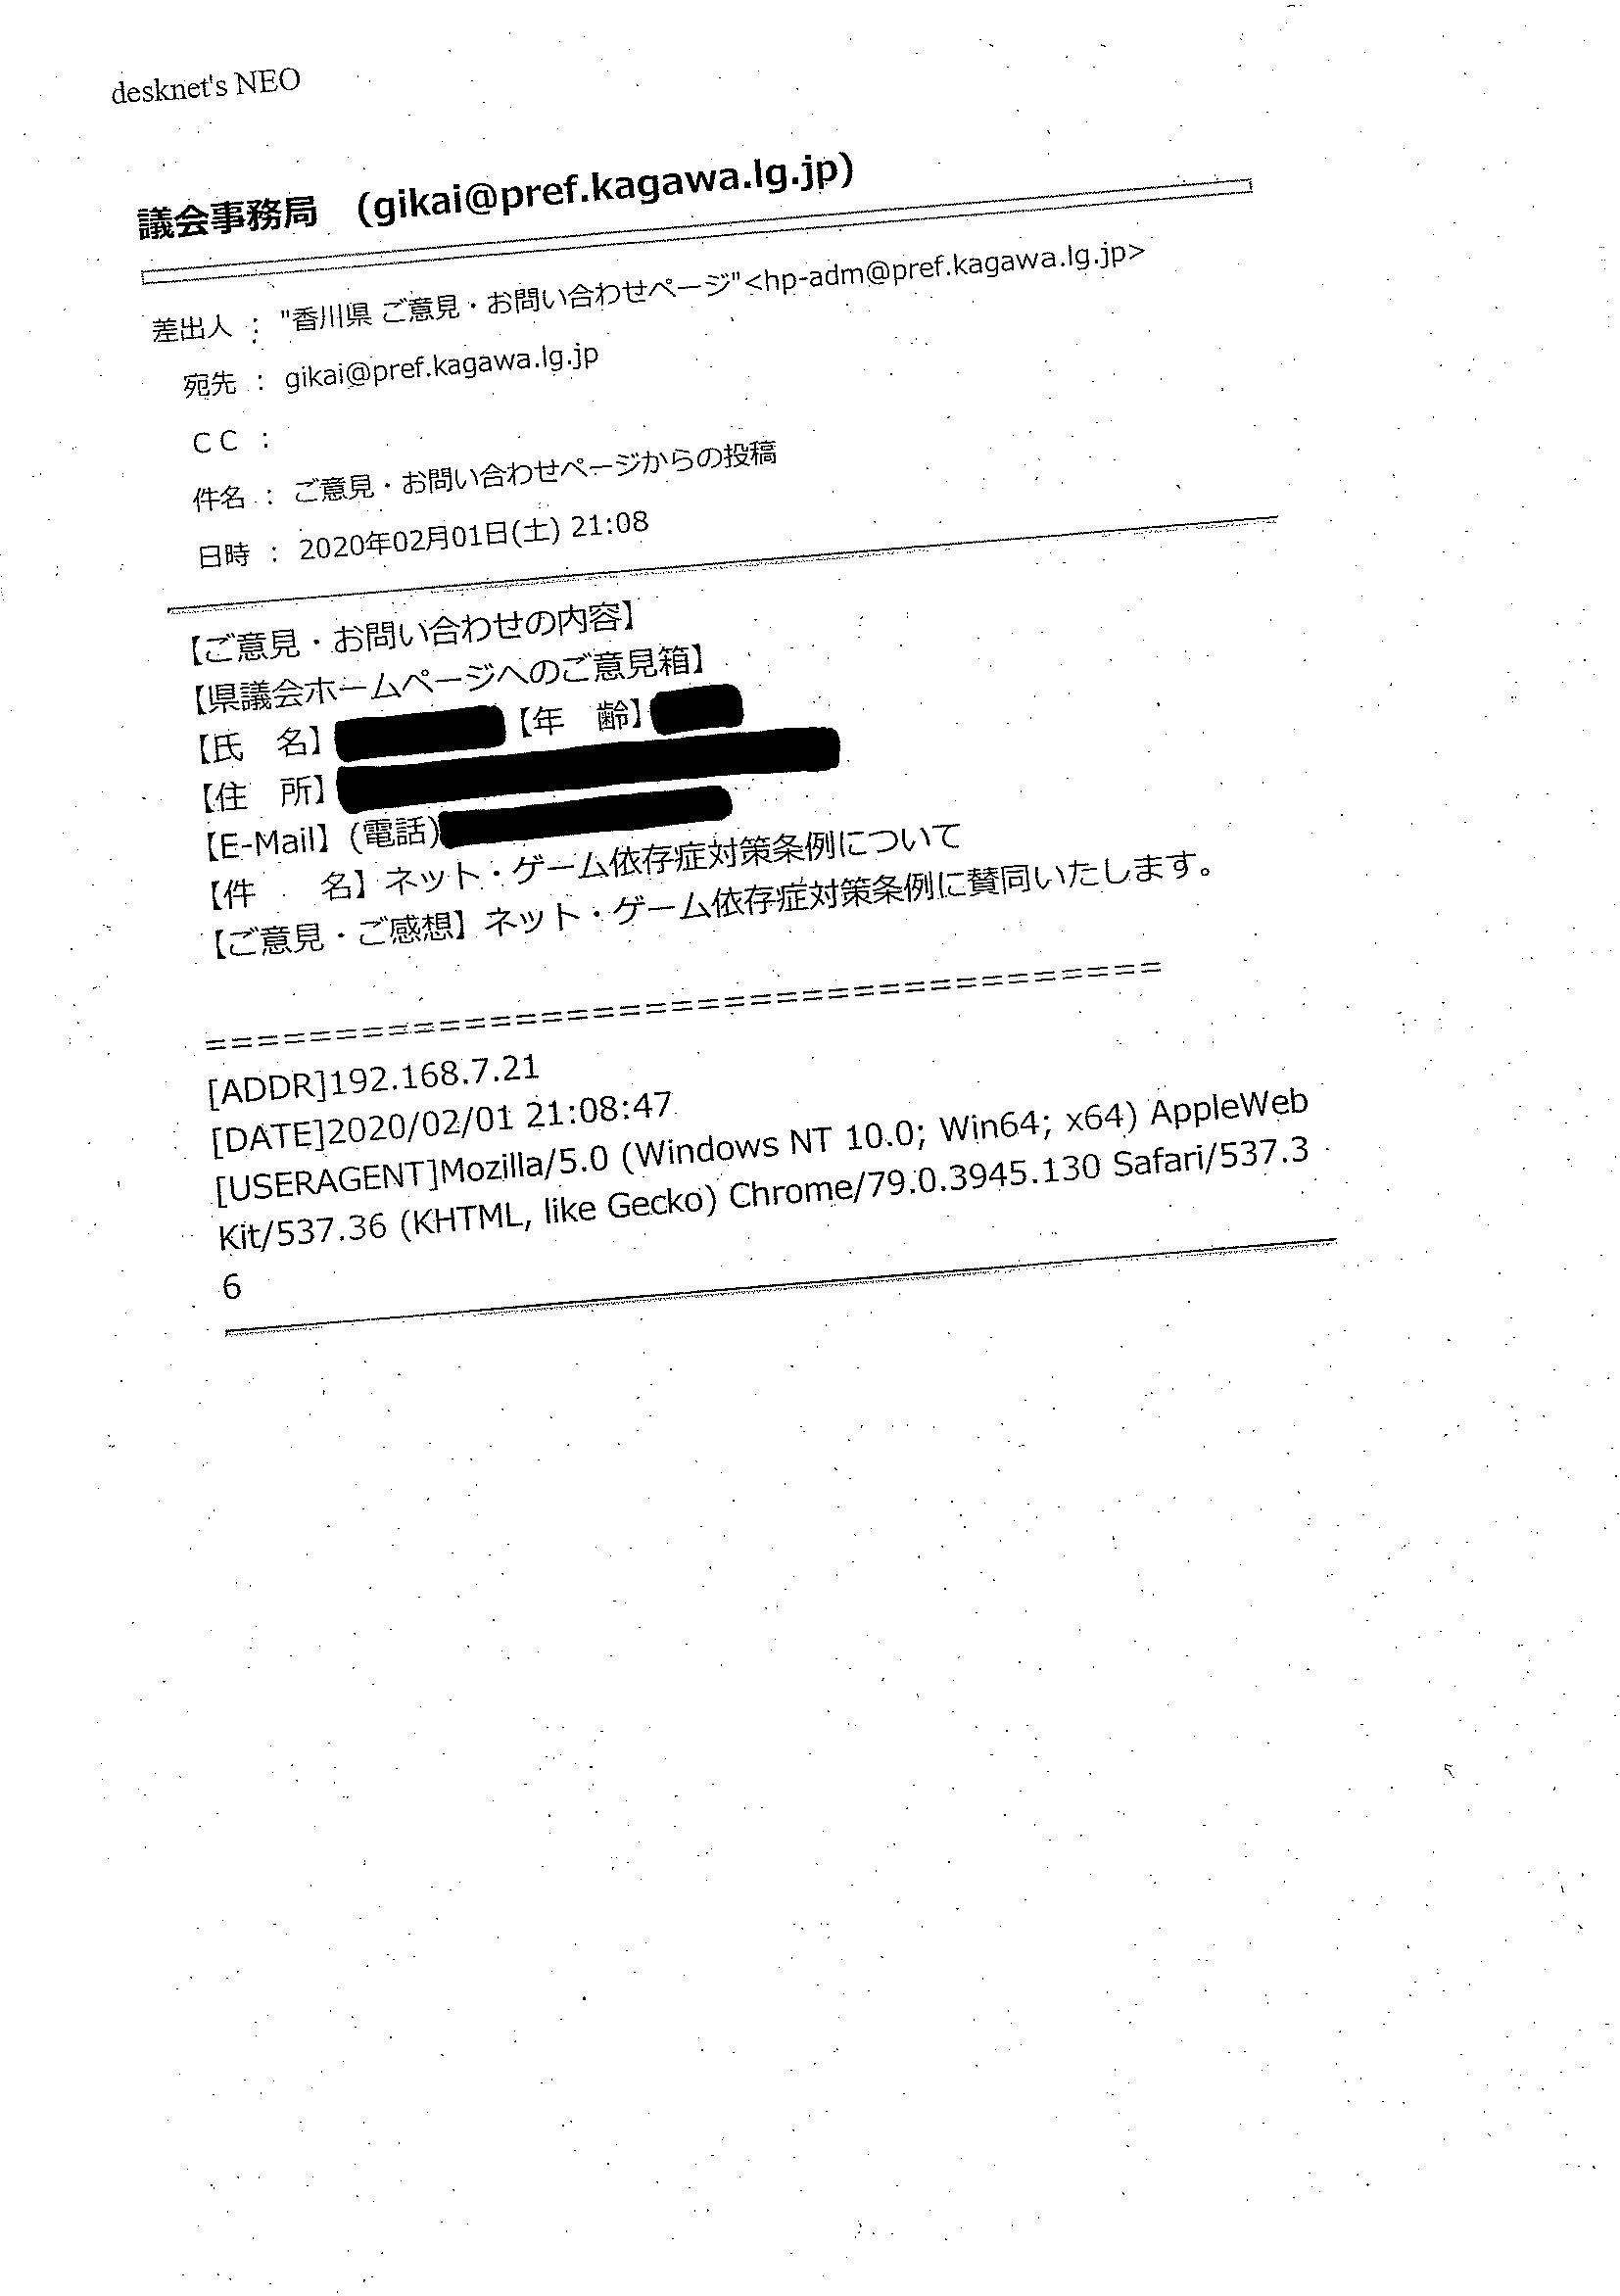 desknet's NEO
議会事務局　(gikai@pref.kagawa.lg.jp)
差出人 ： "香川県 ご意見・お問い合わせページ"<hp-adm@pref.kagawa.lg.jp>
宛先 ： gikai@pref.kagawa.lg.jp
ＣＣ ：
件名 ： ご意見・お問い合わせページからの投稿
日時 ： 2020年02月01日(土) 21:08
【ご意見・お問い合わせの内容】
【県議会ホームページへのご意見箱】
【氏　名】【年　齢】
【住　所】
【E-Mail】(電話)
【件　　名】ネット・ゲーム依存症対策条例について
【ご意見・ご感想】ネット・ゲーム依存症対策条例に賛同いたします。
=====================================
[ADDR]192.168.7.21
[DATE]2020/02/01 21:08:47
[USERAGENT]Mozilla/5.0 (Windows NT 10.0; Win64; x64) AppleWeb
Kit/537.36 (KHTML, like Gecko) Chrome/79.0.3945.130 Safari/537.3
6